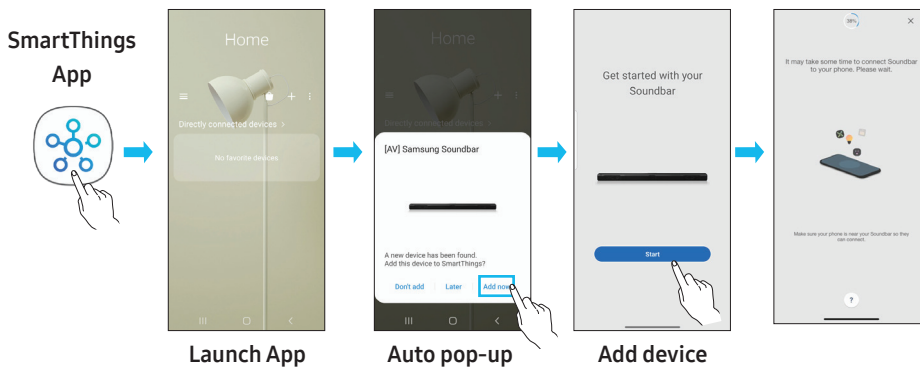 SmartThings
App
Home
Directly connected devices >
No favorite devices
Launch App
Home
Directly connected devices >
[AV] Samsung Soundbar
A new device has been found.
Add this device to SmartThings?
Don't add Later Add now
Auto pop-up
Get started with your
Soundbar
Start
Add device
38%
It may take some time to connect Soundbar
to your phone. Please wait.
Make sure your phone is near your Soundbar so they
can connect.
?